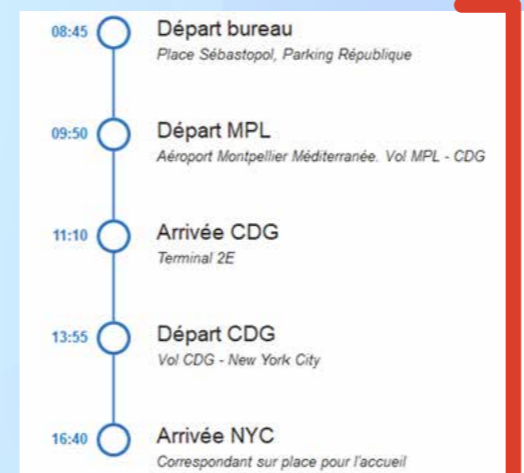 08:45 Départ bureau
Place Sébastopol, Parking République
09:50 Départ MPL
Aéroport Montpellier Méditerranée. Vol MPL - CDG
11:10 Arrivée CDG
Terminal 2E
13:55 Départ CDG
Vol CDG - New York City
16:40 Arrivée NYC
Correspondant sur place pour l'accueil